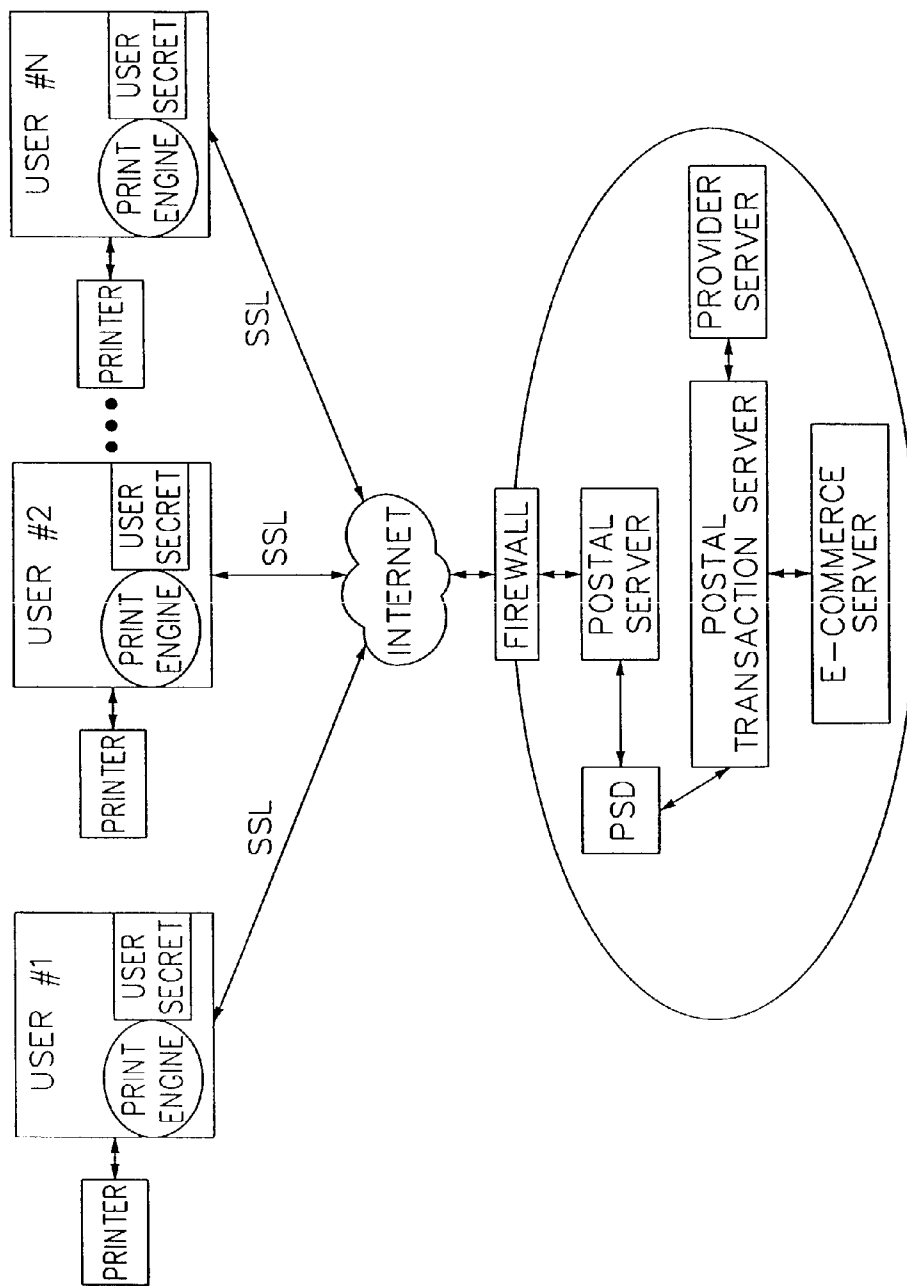 USER #1
PRINT
ENGINE
USER
SECRET
PRINTER
USER #2
PRINT
ENGINE
USER
SECRET
PRINTER
USER #N
PRINT
ENGINE
USER
SECRET
PRINTER
SSL
SSL
SSL
INTERNET
FIREWALL
POSTAL
SERVER
PSD
POSTAL
TRANSACTION SERVER
PROVIDER
SERVER
E-COMMERCE
SERVER